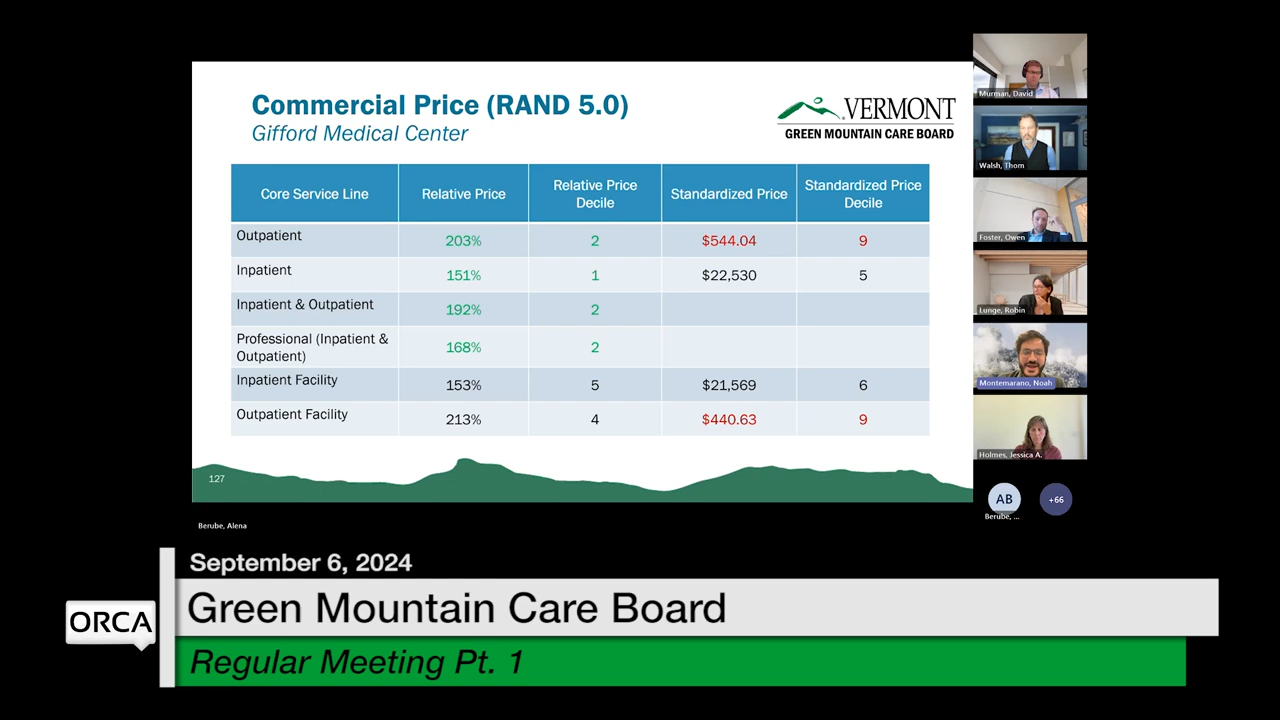 Commercial Price (RAND 5.0)
Gifford Medical Center
VERMONT
GREEN MOUNTAIN CARE BOARD
Core Service Line Relative Price Relative Price Decile Standardized Price Standardized Price Decile
Outpatient 203% 2 $544.04 9
Inpatient 151% 1 $22,530 5
Inpatient & Outpatient 192% 2
Professional (Inpatient & Outpatient) 168% 2
Inpatient Facility 153% 5 $21,569 6
Outpatient Facility 213% 4 $440.63 9
127
Murman, David
Walsh, Thom
Foster, Owen
Lunge, Robin
Montemarano, Noah
Holmes, Jessica A.
AB
+66
Berube, ...
Berube, Alena
September 6, 2024
ORCA
Green Mountain Care Board
Regular Meeting Pt. 1